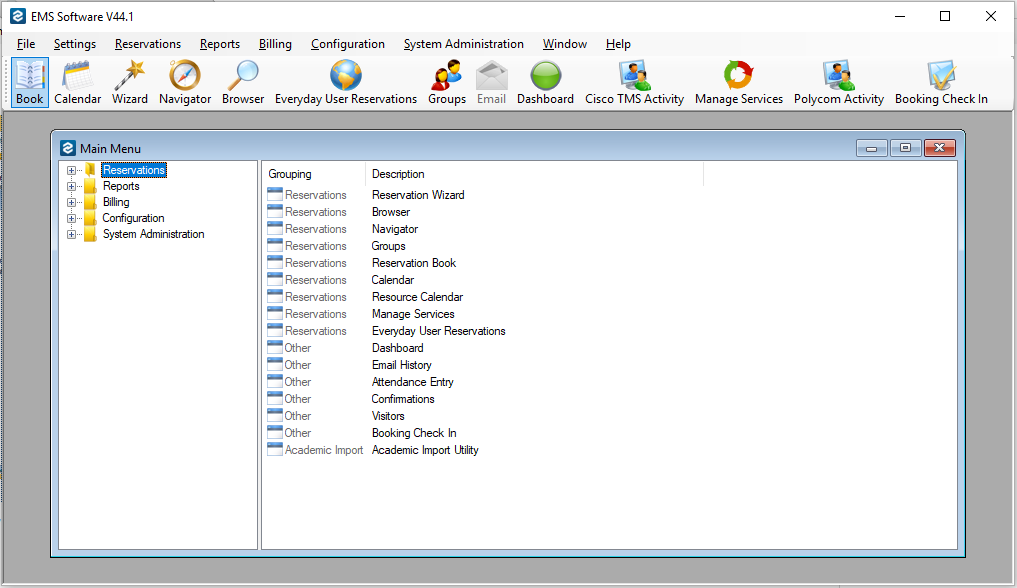 EMS Software V44.1
File Settings Reservations Reports Billing Configuration System Administration Window Help
Book Calendar Wizard Navigator Browser Everyday User Reservations Groups Email Dashboard Cisco TMS Activity Manage Services Polycom Activity Booking Check In
Main Menu
Reservations
Reports
Billing
Configuration
System Administration
Grouping Description
Reservations Reservation Wizard
Reservations Browser
Reservations Navigator
Reservations Groups
Reservations Reservation Book
Reservations Calendar
Reservations Resource Calendar
Reservations Manage Services
Reservations Everyday User Reservations
Other Dashboard
Other Email History
Other Attendance Entry
Other Confirmations
Other Visitors
Other Booking Check In
Academic Import Academic Import Utility